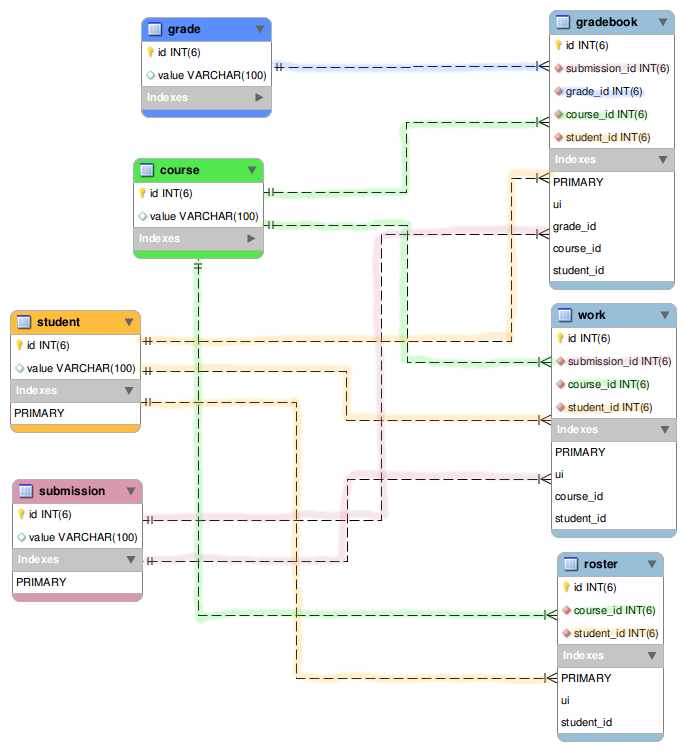 grade
id INT(6)
value VARCHAR(100)
Indexes
course
id INT(6)
value VARCHAR(100)
Indexes
student
id INT(6)
value VARCHAR(100)
Indexes
PRIMARY
submission
id INT(6)
value VARCHAR(100)
Indexes
PRIMARY
gradebook
id INT(6)
submission_id INT(6)
grade_id INT(6)
course_id INT(6)
student_id INT(6)
Indexes
PRIMARY
ui
grade_id
course_id
student_id
work
id INT(6)
submission_id INT(6)
course_id INT(6)
student_id INT(6)
Indexes
PRIMARY
ui
course_id
student_id
roster
id INT(6)
course_id INT(6)
student_id INT(6)
Indexes
PRIMARY
ui
student_id